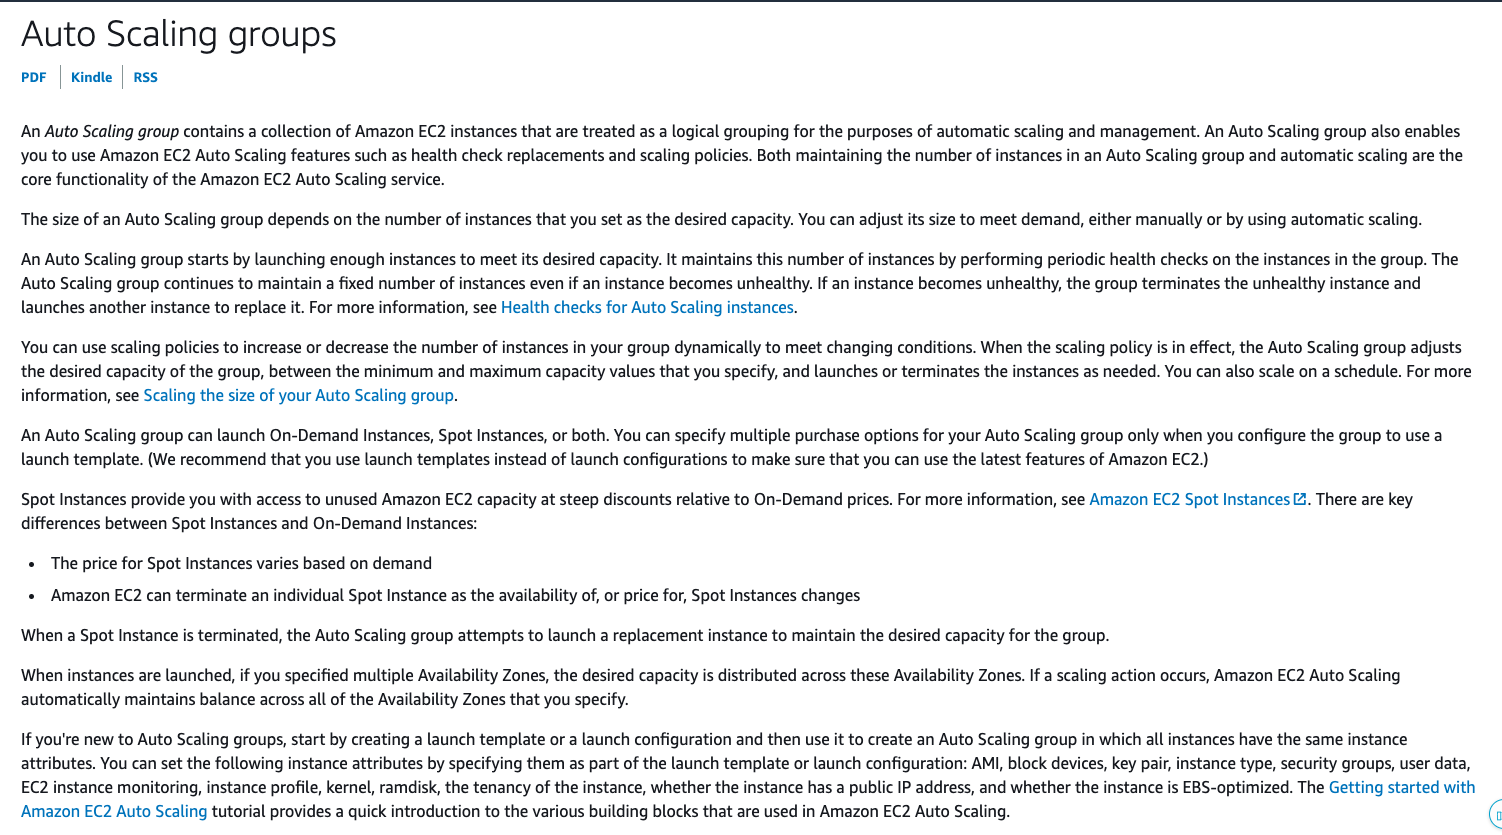 Auto Scaling groups
PDF
Kindle
RSS
An Auto Scaling group contains a collection of Amazon EC2 instances that are treated as a logical grouping for the purposes of automatic scaling and management. An Auto Scaling group also enables
you to use Amazon EC2 Auto Scaling features such as health check replacements and scaling policies. Both maintaining the number of instances in an Auto Scaling group and automatic scaling are the
core functionality of the Amazon EC2 Auto Scaling service.
The size of an Auto Scaling group depends on the number of instances that you set as the desired capacity. You can adjust its size to meet demand, either manually or by using automatic scaling.
An Auto Scaling group starts by launching enough instances to meet its desired capacity. It maintains this number of instances by performing periodic health checks on the instances in the group. The
Auto Scaling group continues to maintain a fixed number of instances even if an instance becomes unhealthy. If an instance becomes unhealthy, the group terminates the unhealthy instance and
launches another instance to replace it. For more information, see Health checks for Auto Scaling instances.
You can use scaling policies to increase or decrease the number of instances in your group dynamically to meet changing conditions. When the scaling policy is in effect, the Auto Scaling group adjusts
the desired capacity of the group, between the minimum and maximum capacity values that you specify, and launches or terminates the instances as needed. You can also scale on a schedule. For more
information, see Scaling the size of your Auto Scaling group.
An Auto Scaling group can launch On-Demand Instances, Spot Instances, or both. You can specify multiple purchase options for your Auto Scaling group only when you configure the group to use a
launch template. (We recommend that you use launch templates instead of launch configurations to make sure that you can use the latest features of Amazon EC2.)
Spot Instances provide you with access to unused Amazon EC2 capacity at steep discounts relative to On-Demand prices. For more information, see Amazon EC2 Spot Instances. There are key
differences between Spot Instances and On-Demand Instances:
• The price for Spot Instances varies based on demand
• Amazon EC2 can terminate an individual Spot Instance as the availability of, or price for, Spot Instances changes
When a Spot Instance is terminated, the Auto Scaling group attempts to launch a replacement instance to maintain the desired capacity for the group.
When instances are launched, if you specified multiple Availability Zones, the desired capacity is distributed across these Availability Zones. If a scaling action occurs, Amazon EC2 Auto Scaling
automatically maintains balance across all of the Availability Zones that you specify.
If you're new to Auto Scaling groups, start by creating a launch template or a launch configuration and then use it to create an Auto Scaling group in which all instances have the same instance
attributes. You can set the following instance attributes by specifying them as part of the launch template or launch configuration: AMI, block devices, key pair, instance type, security groups, user data,
EC2 instance monitoring, instance profile, kernel, ramdisk, the tenancy of the instance, whether the instance has a public IP address, and whether the instance is EBS-optimized. The Getting started with
Amazon EC2 Auto Scaling tutorial provides a quick introduction to the various building blocks that are used in Amazon EC2 Auto Scaling.